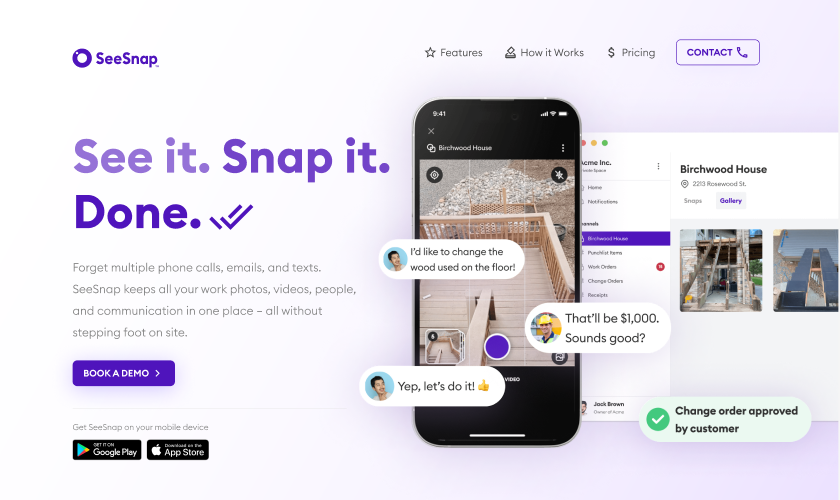 SeeSnap
Features
How it Works
Pricing
CONTACT
See it. Snap it.
Done.
Forget multiple phone calls, emails, and texts.
SeeSnap keeps all your work photos, videos, people,
and communication in one place – all without
stepping foot on site.
BOOK A DEMO
Get SeeSnap on your mobile device
GET IT ON
Google Play
Download on the
App Store
9:41
Birchwood House
I'd like to change the
wood used on the floor!
That'll be $1,000.
Sounds good?
Yep, let's do it! 👍
VIDEO
Acme Inc.
Home
Notifications
Birchwood House
Punchlist Items
Work Orders
Change Orders
Receipts
Jack Brown
Owner of Acme
Birchwood House
2213 Rosewood St.
Snaps
Gallery
Change order approved
by customer